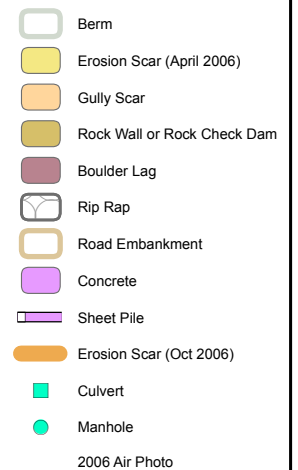 Berm
Erosion Scar (April 2006)
Gully Scar
Rock Wall or Rock Check Dam
Boulder Lag
Rip Rap
Road Embankment
Concrete
Sheet Pile
Erosion Scar (Oct 2006)
Culvert
Manhole
2006 Air Photo